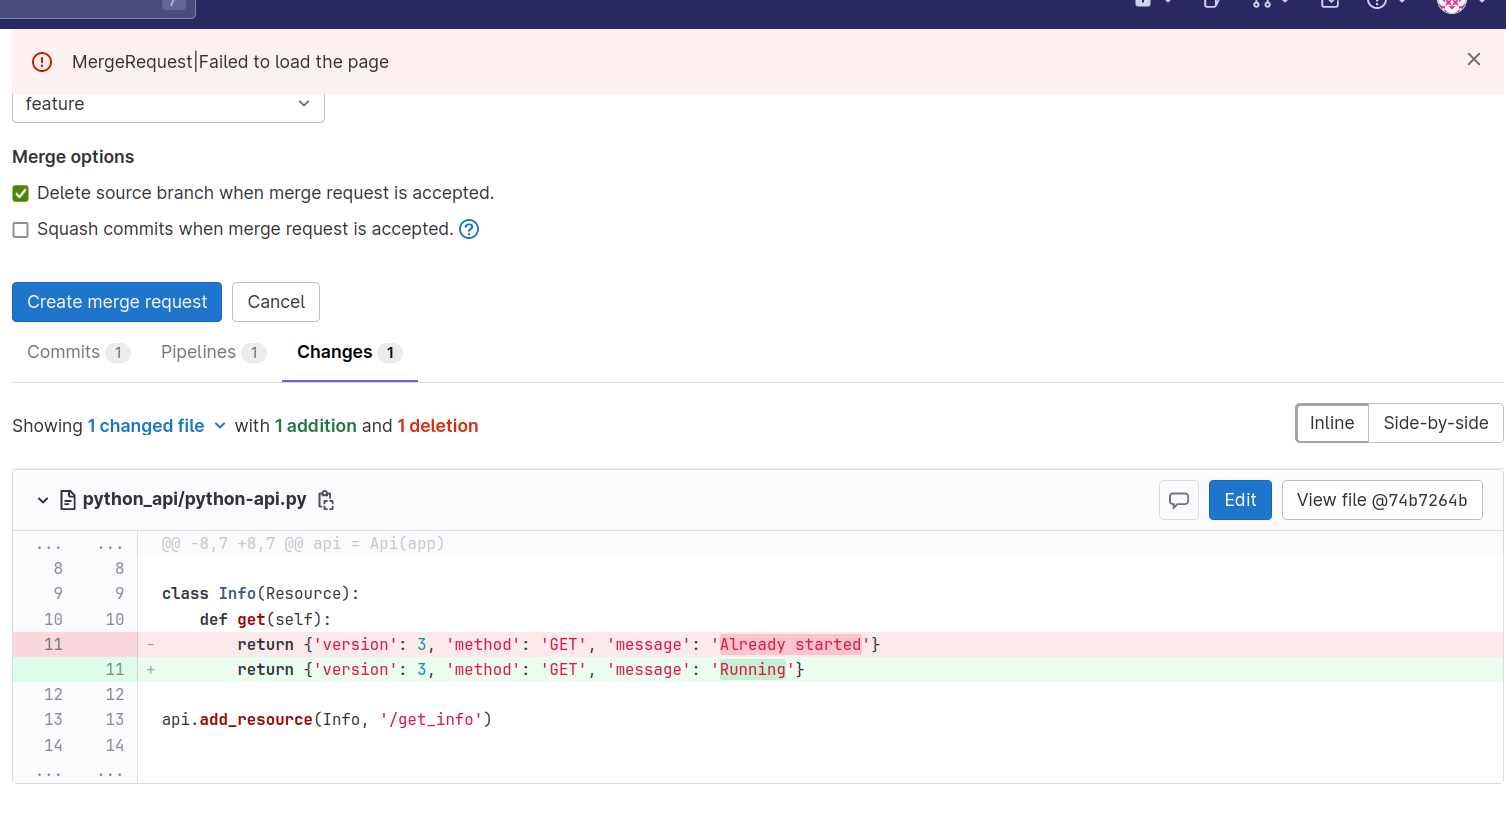 /
MergeRequest|Failed to load the page
feature
Merge options
Delete source branch when merge request is accepted.
Squash commits when merge request is accepted.
Create merge request Cancel
Commits 1 Pipelines 1 Changes 1
Showing 1 changed file with 1 addition and 1 deletion
Inline Side-by-side
python_api/python-api.py
Edit View file @74b7264b
... ... @@ -8,7 +8,7 @@ api = Api(app)
8 8
9 9 class Info(Resource):
10 10 def get(self):
11 - return {'version': 3, 'method': 'GET', 'message': 'Already started'}
11 + return {'version': 3, 'method': 'GET', 'message': 'Running'}
12 12
13 13 api.add_resource(Info, '/get_info')
14 14
... ...